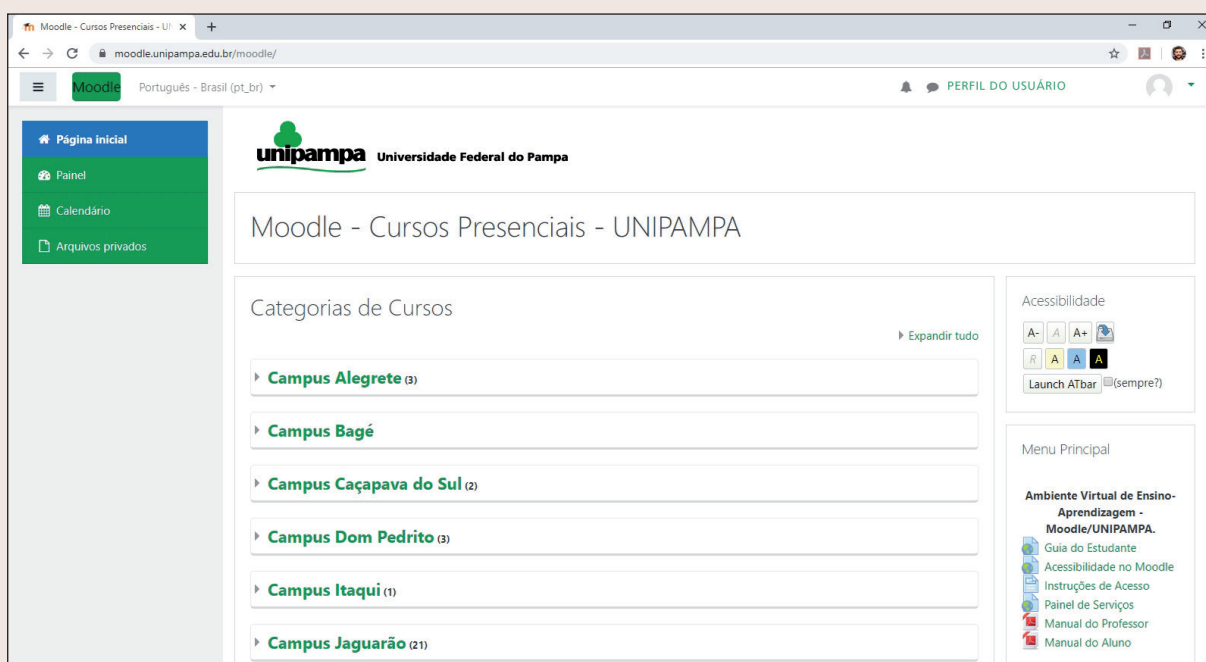 Moodle - Cursos Presenciais - UI
moodle.unipampa.edu.br/moodle/
Moodle
Português - Brasil (pt_br)
PERFIL DO USUÁRIO
Página inicial
Painel
Calendário
Arquivos privados
unipampa Universidade Federal do Pampa
Moodle - Cursos Presenciais - UNIPAMPA
Categorias de Cursos
Expandir tudo
Campus Alegrete (3)
Campus Bagé
Campus Caçapava do Sul (2)
Campus Dom Pedrito (3)
Campus Itaqui (1)
Campus Jaguarão (21)
Acessibilidade
A- A A+
R A A A
Launch ATbar (sempre?)
Menu Principal
Ambiente Virtual de Ensino-
Aprendizagem -
Moodle/UNIPAMPA.
Guia do Estudante
Acessibilidade no Moodle
Instruções de Acesso
Painel de Serviços
Manual do Professor
Manual do Aluno